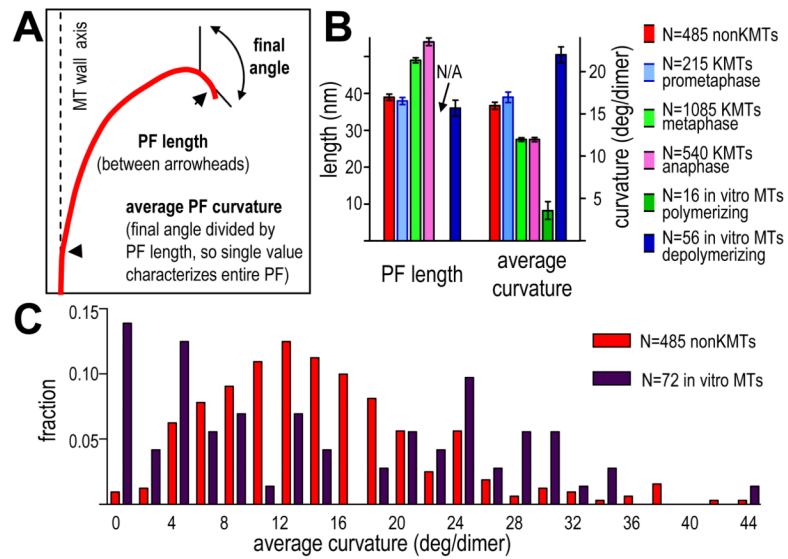 A
MT wall axis
final
angle
PF length
(between arrowheads)
average PF curvature
(final angle divided by
PF length, so single value
characterizes entire PF)
B
length (nm)
50
40
30
20
10
N/A
20
15
10
5
curvature (deg/dimer)
PF length
average
curvature
N=485 nonKMTs
N=215 KMTs
prometaphase
N=1085 KMTs
metaphase
N=540 KMTs
anaphase
N=16 in vitro MTs
polymerizing
N=56 in vitro MTs
depolymerizing
C
fraction
0.15
0.10
0.05
N=485 nonKMTs
N=72 in vitro MTs
0 4 8 12 16 20 24 28 32 36 40 44
average curvature (deg/dimer)